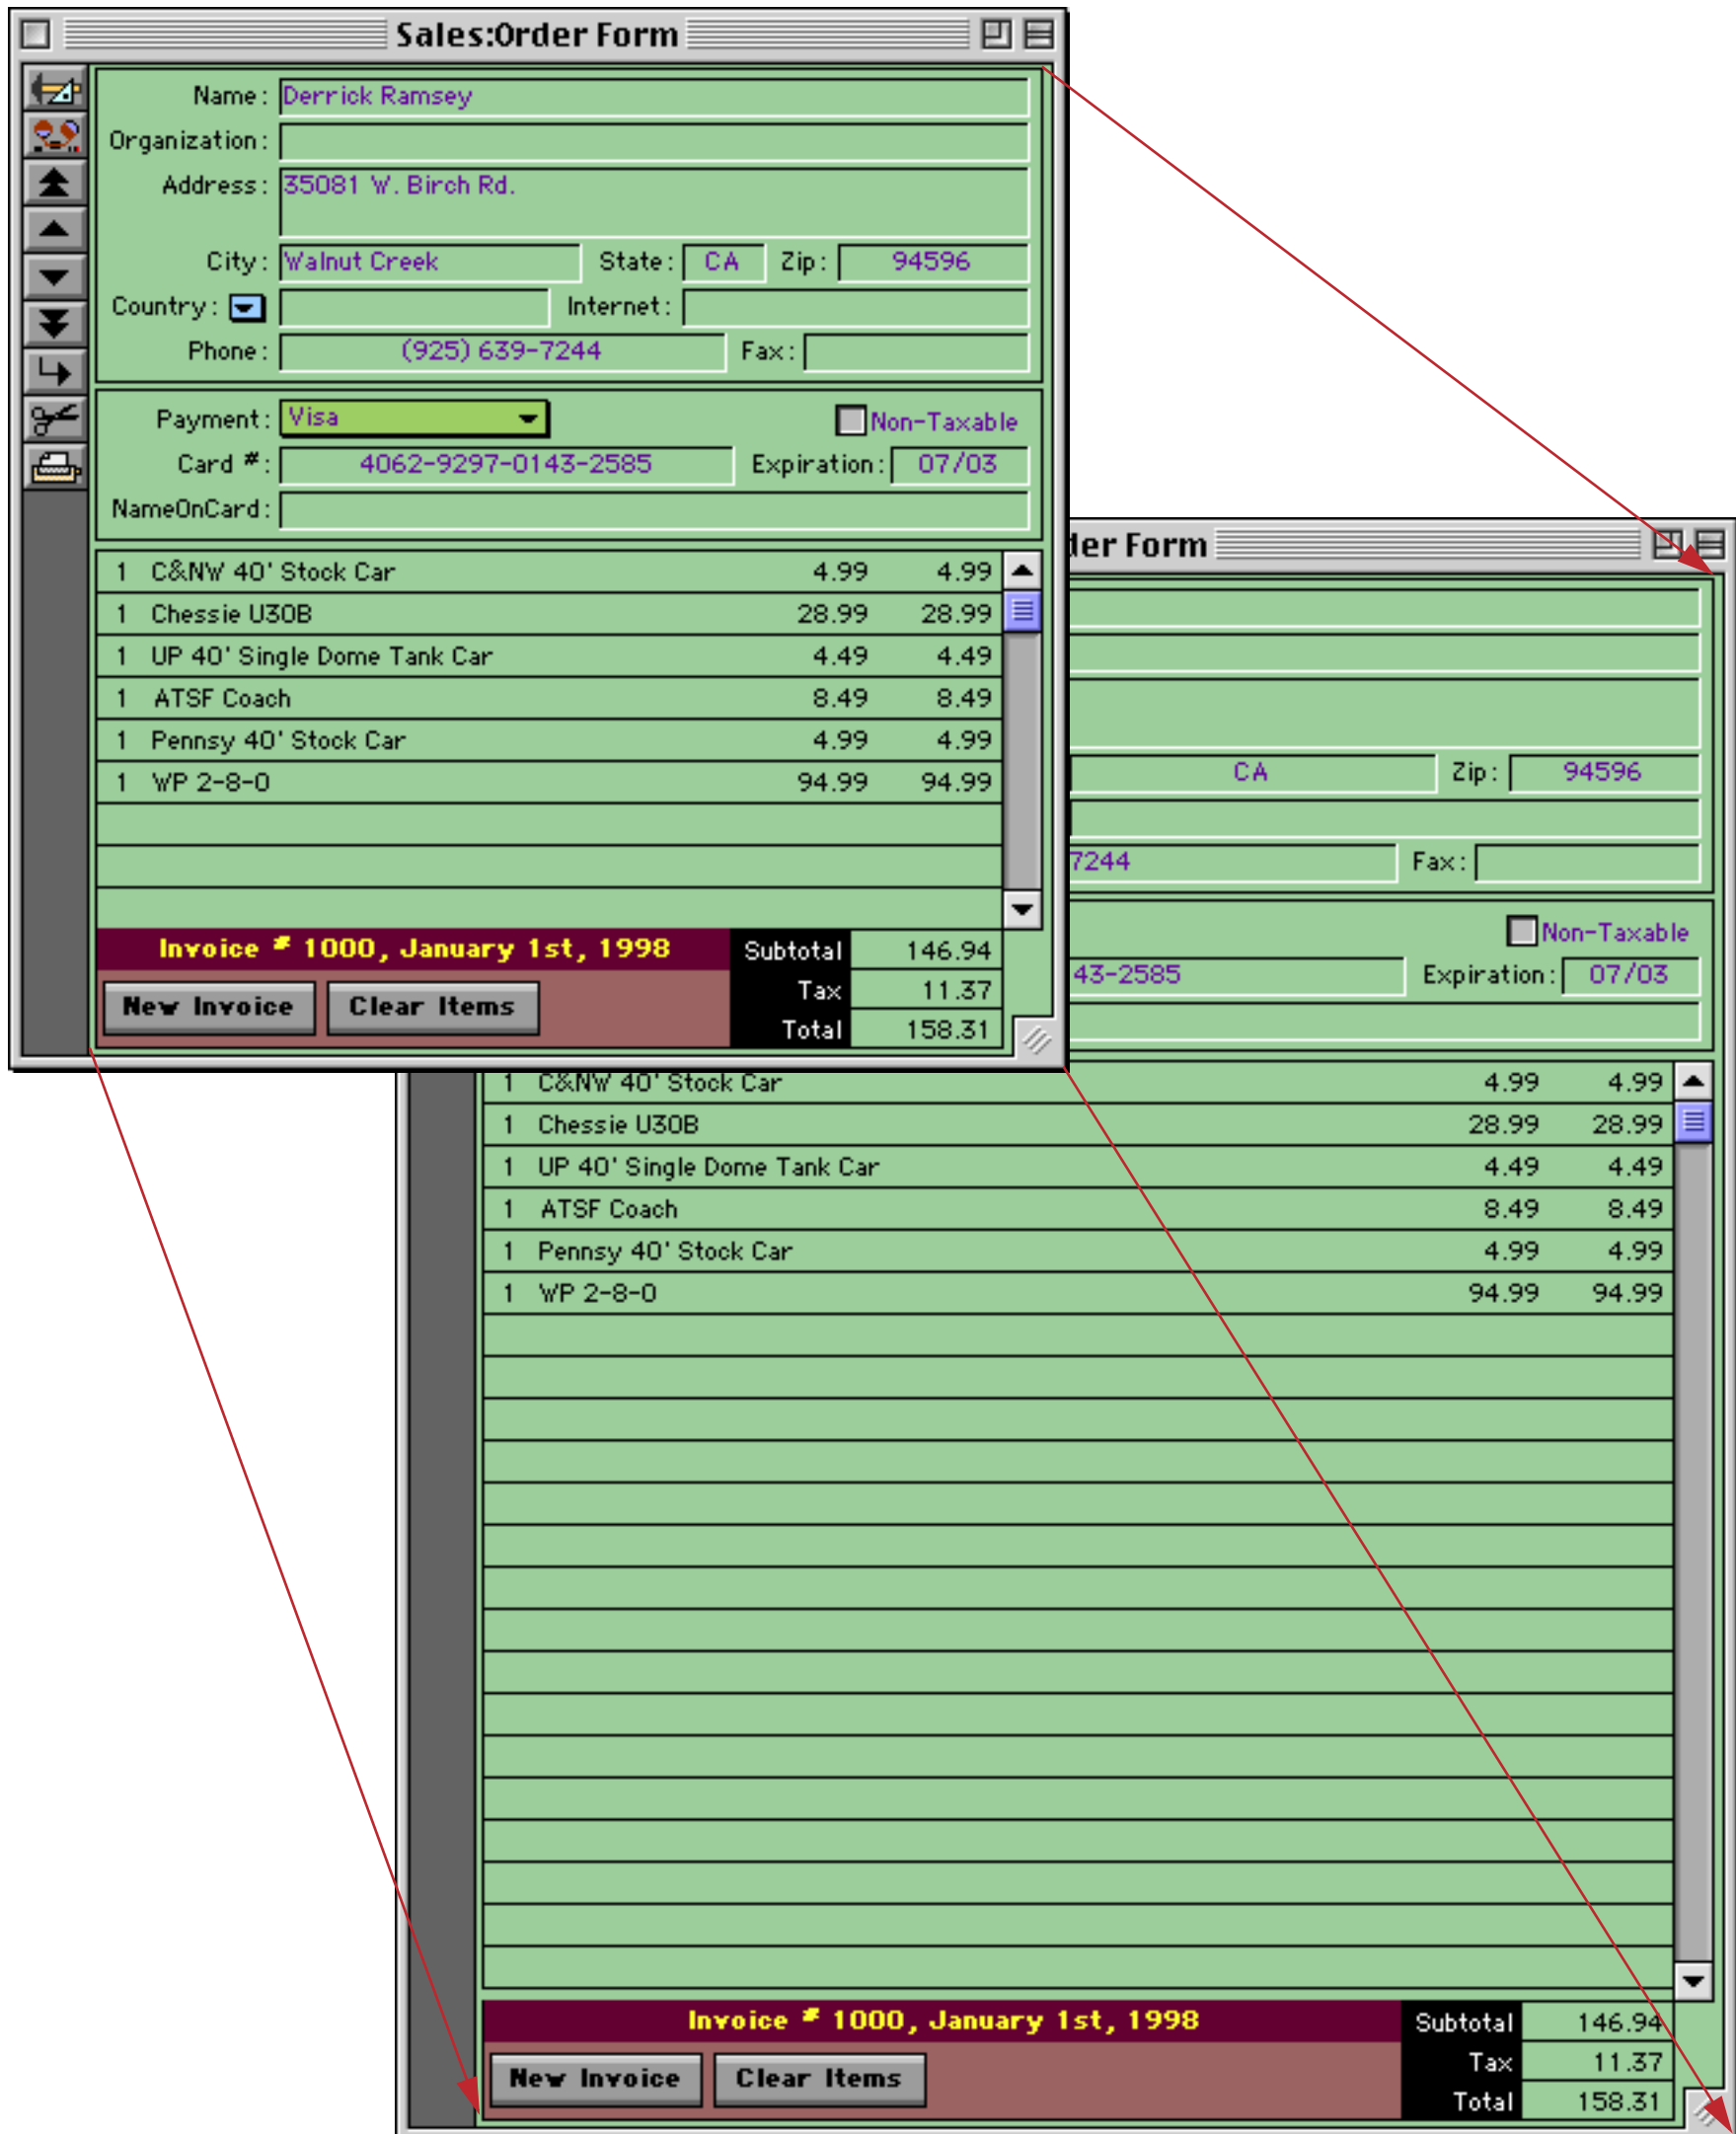 Sales:Order Form
Name: Derrick Ramsey
Organization:
Address: 35081 W. Birch Rd.
City: Walnut Creek State: CA Zip: 94596
Country: Internet:
Phone: (925) 639-7244 Fax:
Payment: Visa Non-Taxable
Card #: 4062-9297-0143-2585 Expiration: 07/03
NameOnCard:
1 C&NW 40' Stock Car 4.99 4.99
1 Chessie U30B 28.99 28.99
1 UP 40' Single Dome Tank Car 4.49 4.49
1 ATSF Coach 8.49 8.49
1 Pennsy 40' Stock Car 4.99 4.99
1 WP 2-8-0 94.99 94.99
Invoice # 1000, January 1st, 1998 Subtotal 146.94
Tax 11.37
New Invoice Clear Items
Total 158.31
der Form
CA Zip: 94596
7244 Fax:
Non-Taxable
43-2585 Expiration: 07/03
1 C&NW 40' Stock Car 4.99 4.99
1 Chessie U30B 28.99 28.99
1 UP 40' Single Dome Tank Car 4.49 4.49
1 ATSF Coach 8.49 8.49
1 Pennsy 40' Stock Car 4.99 4.99
1 WP 2-8-0 94.99 94.99
Invoice # 1000, January 1st, 1998 Subtotal 146.94
Tax 11.37
New Invoice Clear Items
Total 158.31